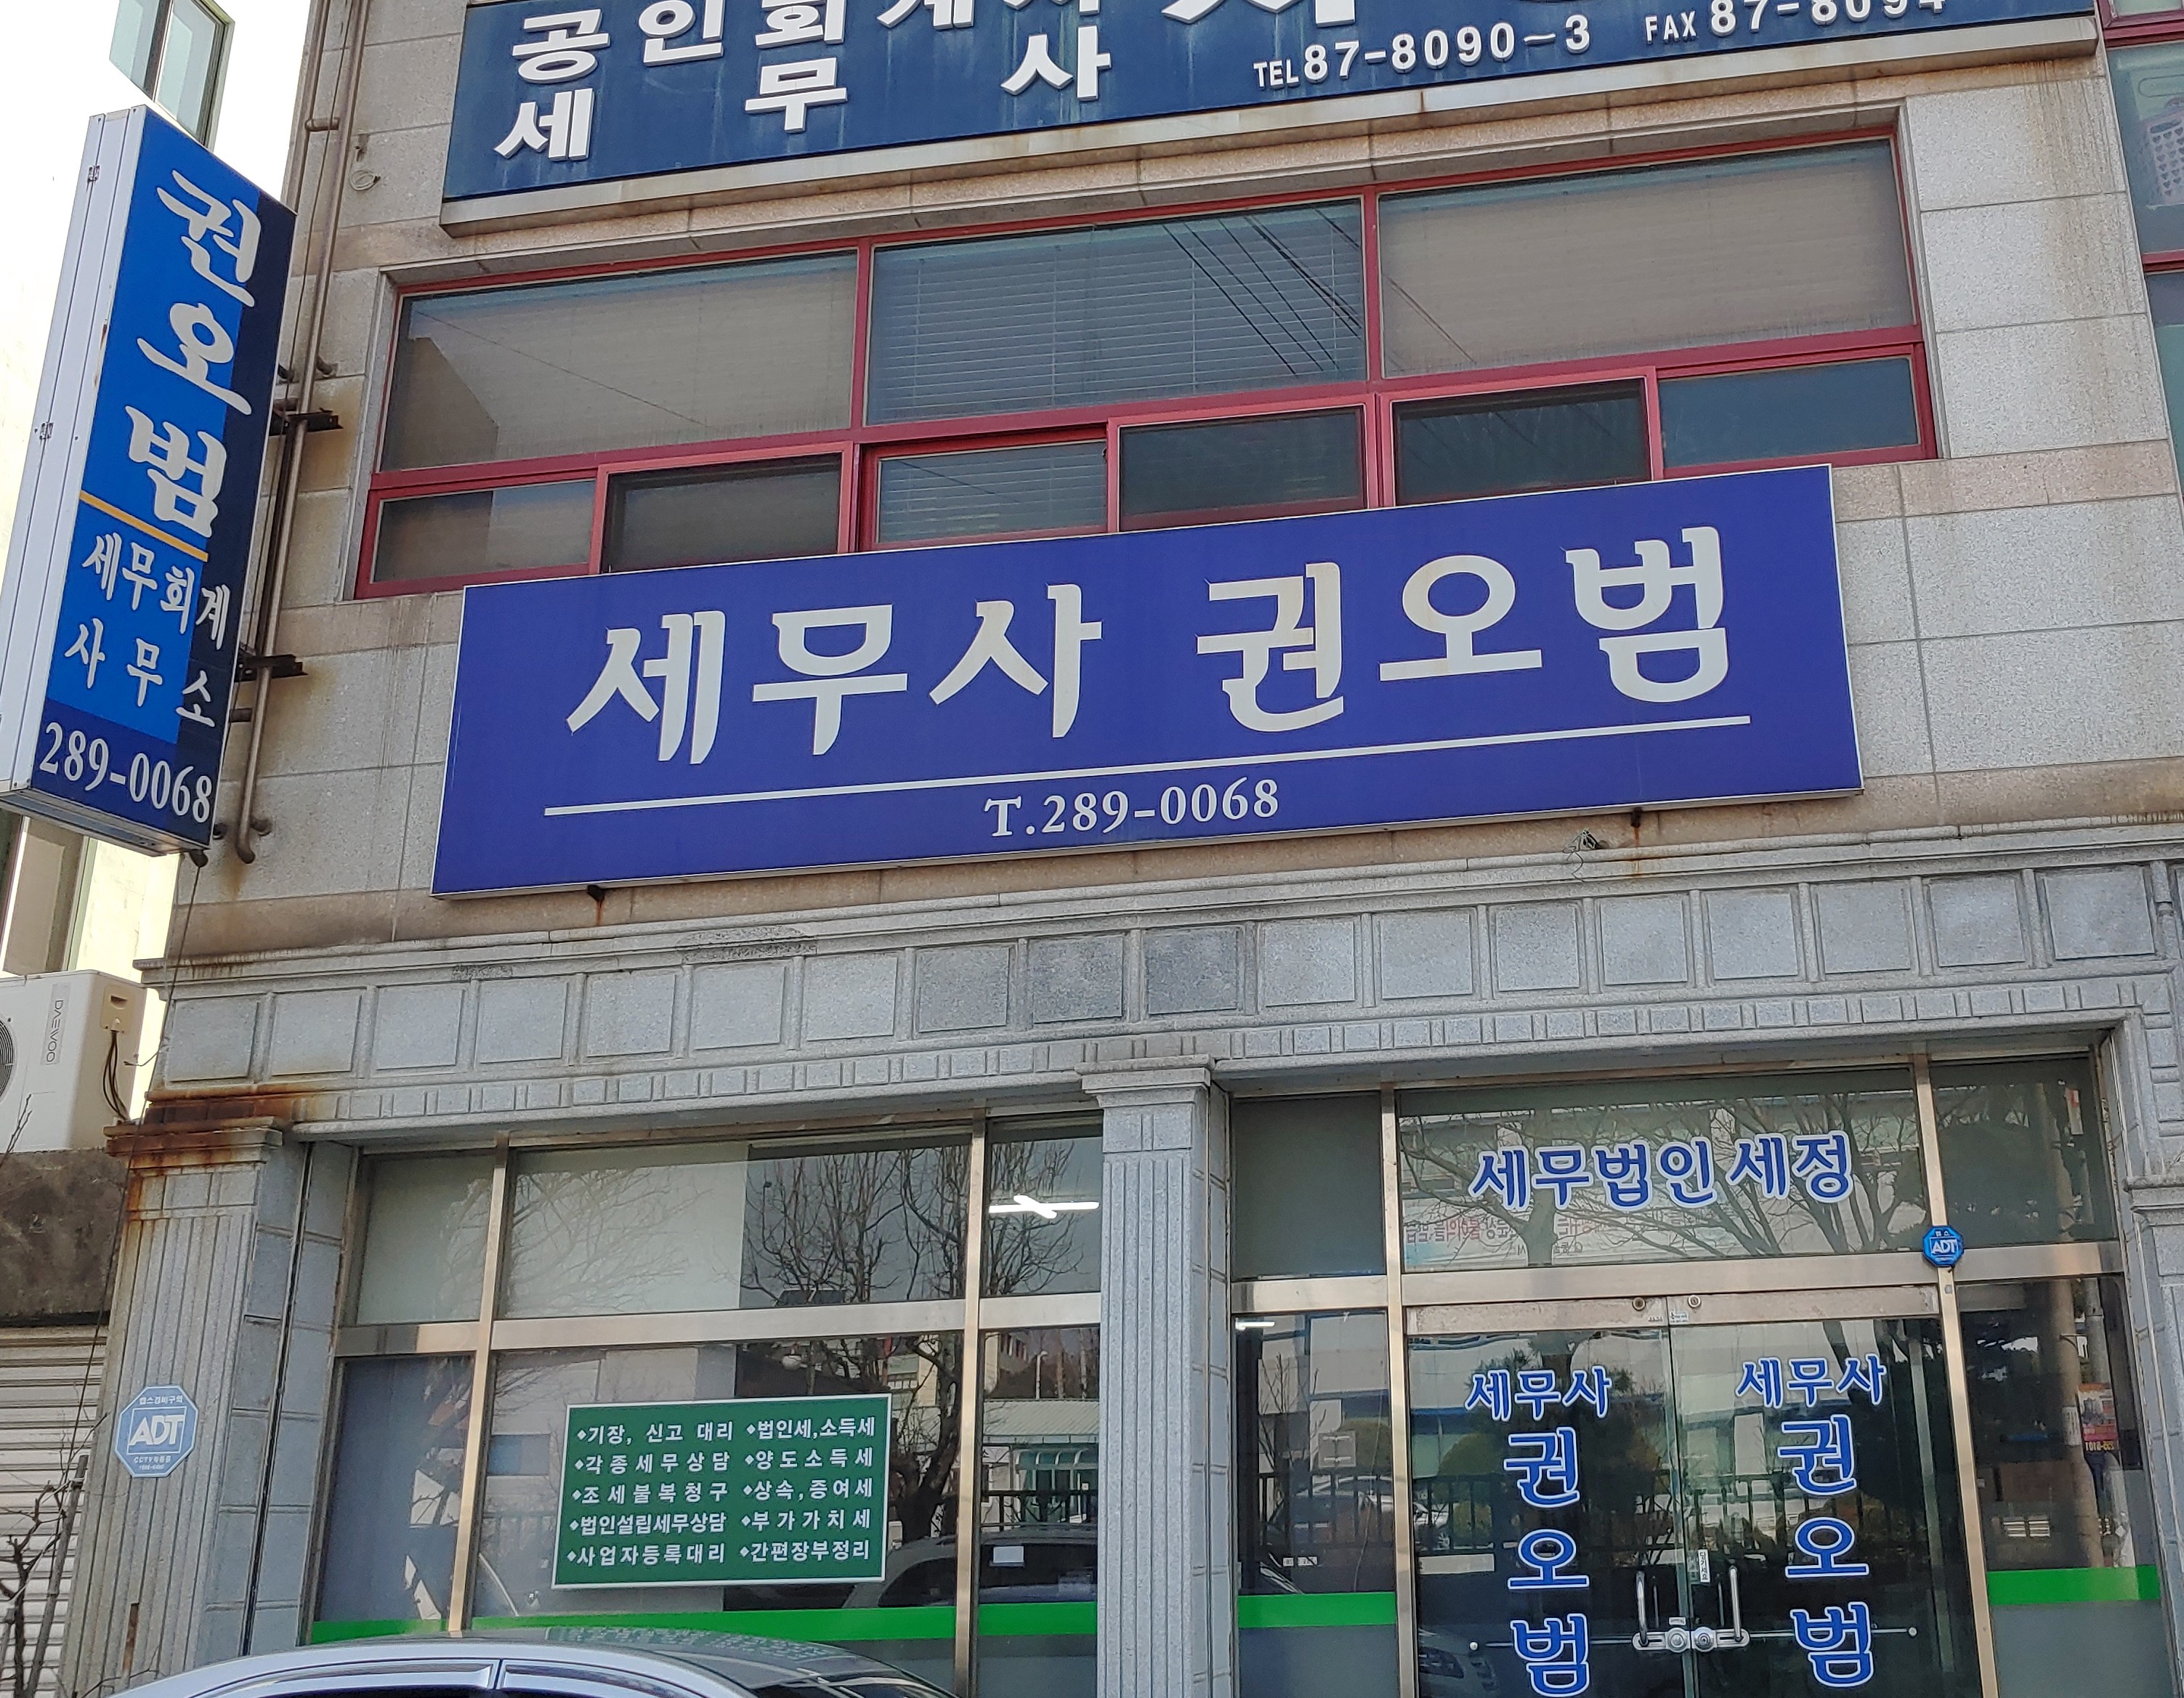 공인회계사
세무사
TEL 87-8090~3 FAX 87-8094
권오범
세무회계
사무소
289-0068
세무사 권오범
T.289-0068
DAEWOO
세무법인세정
ADT
ADT
세무사
권오범
세무사
권오범
◆기장, 신고 대리 ◆법인세,소득세
◆각종세무상담 ◆양도소득세
◆조세불복청구 ◆상속,증여세
◆법인설립세무상담 ◆부가가치세
◆사업자등록대리 ◆간편장부정리